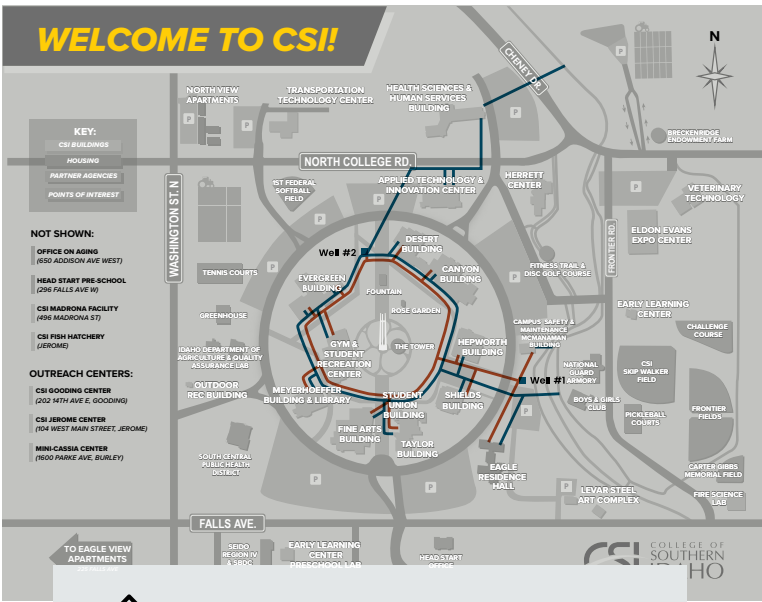 WELCOME TO CSI!
KEY:
CSI BUILDINGS
HOUSING
PARTNER AGENCIES
POINTS OF INTEREST
NOT SHOWN:
OFFICE ON AGING
(650 ADDISON AVE WEST)
HEAD START PRE-SCHOOL
(296 FALLS AVE W)
CSI MADRONA FACILITY
(496 MADRONA ST)
CSI FISH HATCHERY
(JEROME)
OUTREACH CENTERS:
CSI GOODING CENTER
(202 14TH AVE E, GOODING)
CSI JEROME CENTER
(104 WEST MAIN STREET, JEROME)
MINI-CASSIA CENTER
(1600 PARKE AVE, BURLEY)
TO EAGLE VIEW
APARTMENTS
N
CHENEY DR.
P
NORTH VIEW
APARTMENTS
P
P
TRANSPORTATION
TECHNOLOGY CENTER
HEALTH SCIENCES &
HUMAN SERVICES
BUILDING
P
BRECKENRIDGE
ENDOWMENT FARM
NORTH COLLEGE RD.
WASHINGTON ST. N
1ST FEDERAL
SOFTBALL
FIELD
P
P
APPLIED TECHNOLOGY &
INNOVATION CENTER
HERRETT
CENTER
P
VETERINARY
TECHNOLOGY
P
ELDON EVANS
EXPO CENTER
FRONTIER RD.
Well #2
DESERT
BUILDING
CANYON
BUILDING
FITNESS TRAIL &
DISC GOLF COURSE
TENNIS COURTS
EVERGREEN
BUILDING
FOUNTAIN
ROSE GARDEN
THE TOWER
GREENHOUSE
IDAHO DEPARTMENT OF
AGRICULTURE & QUALITY
ASSURANCE LAB
GYM &
STUDENT
RECREATION
CENTER
HEPWORTH
BUILDING
CAMPUS SAFETY &
MAINTENANCE
MCMANAMAN
BUILDING
EARLY LEARNING
CENTER
CHALLENGE
COURSE
NATIONAL
GUARD
ARMORY
CSI
SKIP WALKER
FIELD
Well #1
OUTDOOR
REC BUILDING
MEYERHOEFFER
BUILDING & LIBRARY
STUDENT
UNION
BUILDING
SHIELDS
BUILDING
BOYS & GIRLS
CLUB
PICKLEBALL
COURTS
FRONTIER
FIELDS
FINE ARTS
BUILDING
TAYLOR
BUILDING
SOUTH CENTRAL
PUBLIC HEALTH
DISTRICT
P
P
EAGLE
RESIDENCE
HALL
P
LEVAR STEEL
ART COMPLEX
CARTER GIBBS
MEMORIAL FIELD
FIRE SCIENCE
LAB
FALLS AVE.
SEIDO
REGION IV
& SBDC
EARLY LEARNING
CENTER
PRESCHOOL LAB
HEAD START
OFFICE
CSI
COLLEGE OF
SOUTHERN
IDAHO